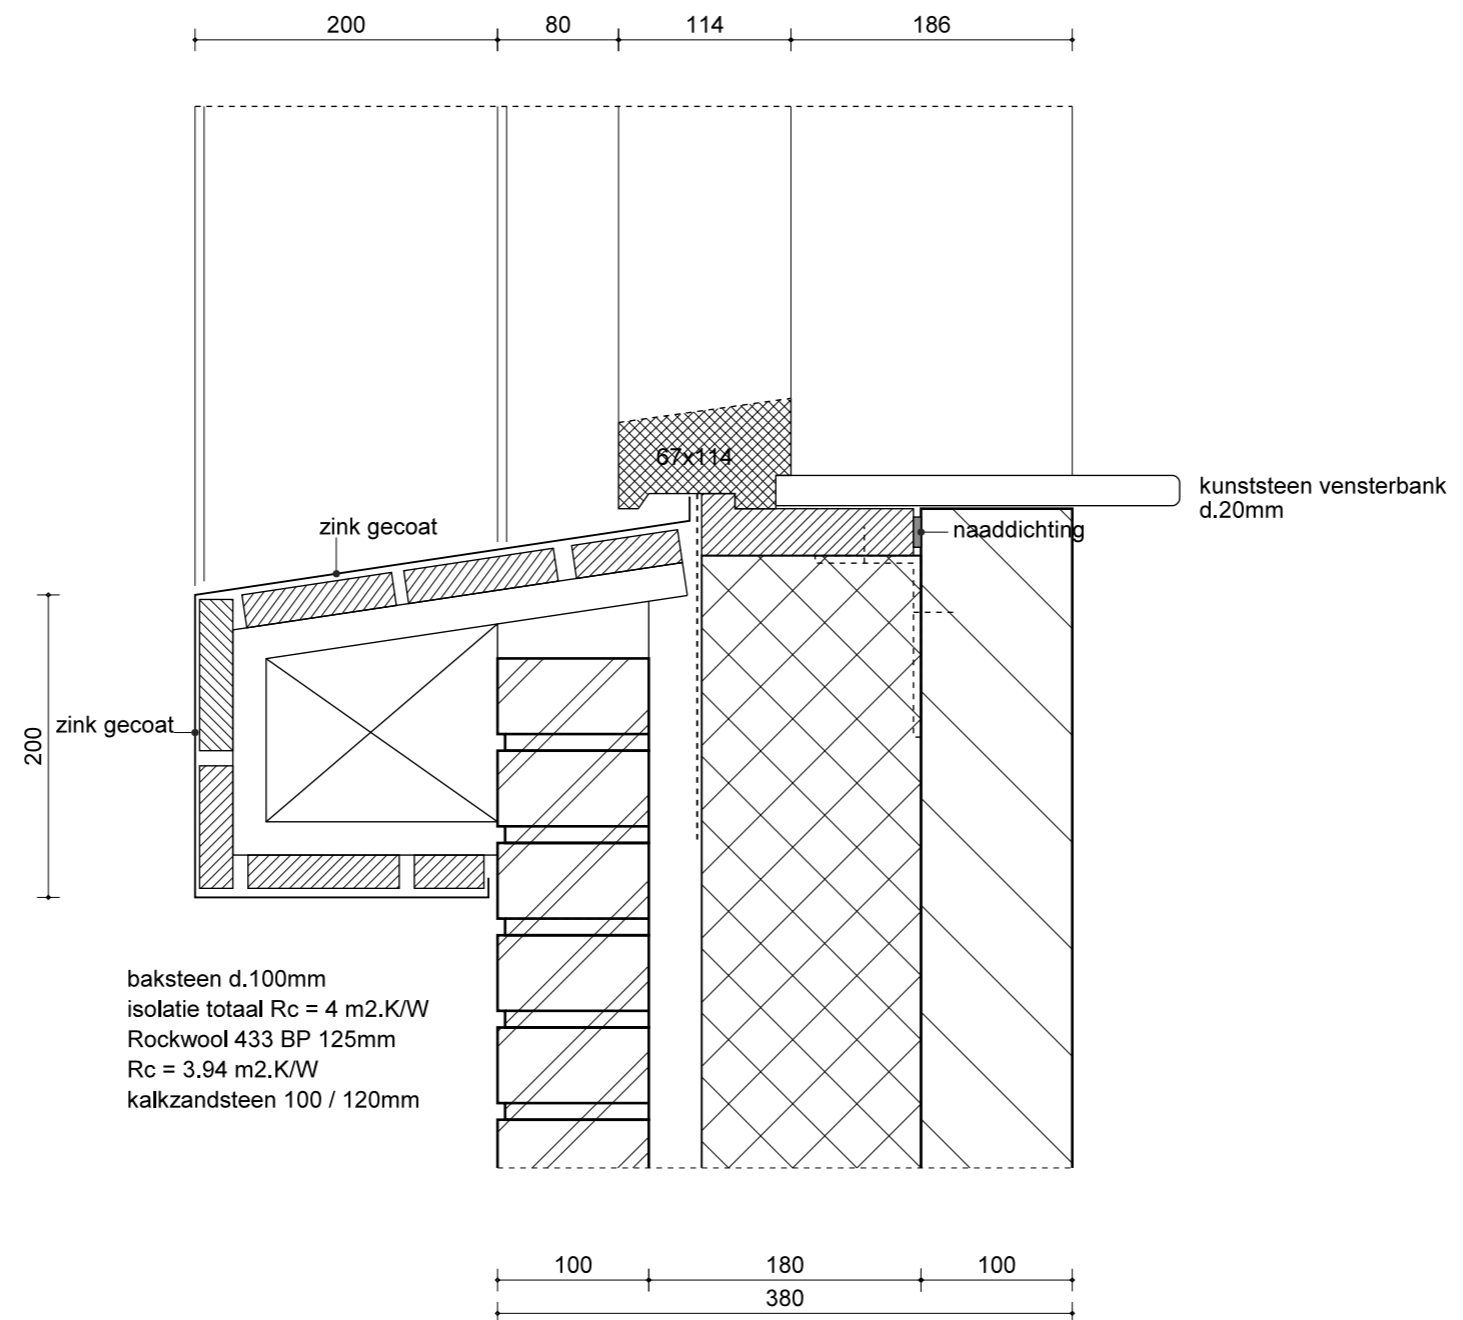 200 80 114 186
67x114
kunststeen vensterbank
d.20mm
zink gecoat
naaddichting
zink gecoat
200
baksteen d.100mm
isolatie totaal Rc = 4 m2.K/W
Rockwool 433 BP 125mm
Rc = 3.94 m2.K/W
kalkzandsteen 100 / 120mm
100 180 100
380